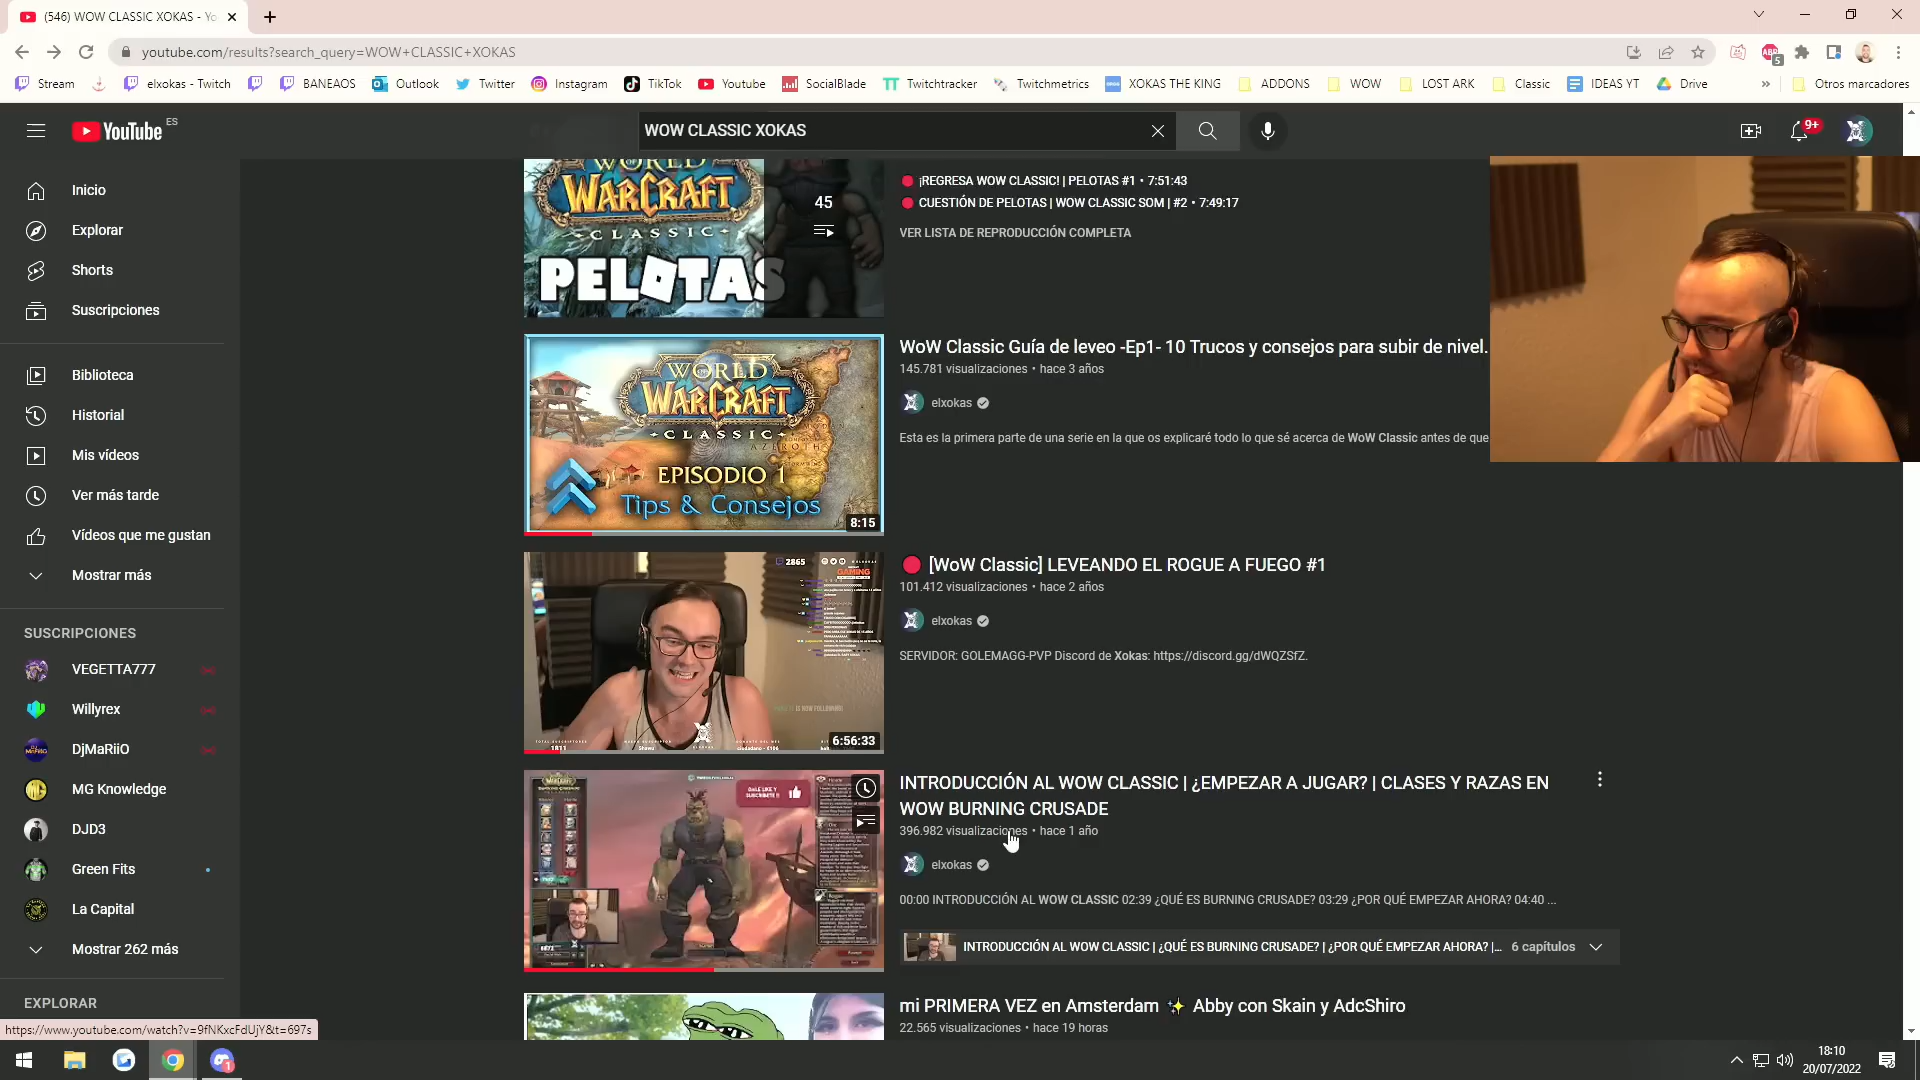 (546) WOW CLASSIC XOKAS - Yo
youtube.com/results?search_query=WOW+CLASSIC+XOKAS
5
Stream
elxokas - Twitch
BANEAOS
Outlook
Twitter
Instagram
TikTok
Youtube
SocialBlade
Twitchtracker
Twitchmetrics
XOKAS THE KING
ADDONS
WOW
LOST ARK
Classic
IDEAS YT
Drive
»
Otros marcadores
YouTube ES
WOW CLASSIC XOKAS
9+
Inicio
Explorar
Shorts
Suscripciones
Biblioteca
Historial
Mis vídeos
Ver más tarde
Vídeos que me gustan
Mostrar más
SUSCRIPCIONES
VEGETTA777
Willyrex
DjMaRiiO
MG Knowledge
DJD3
Green Fits
La Capital
Mostrar 262 más
EXPLORAR
WORLD
WARCRAFT
CLASSIC
PELOTAS
45
¡REGRESA WOW CLASSIC! | PELOTAS #1 • 7:51:43
CUESTIÓN DE PELOTAS | WOW CLASSIC SOM | #2 • 7:49:17
VER LISTA DE REPRODUCCIÓN COMPLETA
WORLD
WARCRAFT
CLASSIC
AZEROTH
EPISODIO 1
Tips & Consejos
8:15
WoW Classic Guía de leveo -Ep1- 10 Trucos y consejos para subir de nivel.
145.781 visualizaciones • hace 3 años
elxokas
Esta es la primera parte de una serie en la que os explicaré todo lo que sé acerca de WoW Classic antes de que
2865
GAMING
6:56:33
[WoW Classic] LEVEANDO EL ROGUE A FUEGO #1
101.412 visualizaciones • hace 2 años
elxokas
SERVIDOR: GOLEMAGG-PVP Discord de Xokas: https://discord.gg/dWQZSfZ.
INTRODUCCIÓN AL WOW CLASSIC | ¿EMPEZAR A JUGAR? | CLASES Y RAZAS EN
WOW BURNING CRUSADE
396.982 visualizaciones • hace 1 año
elxokas
00:00 INTRODUCCIÓN AL WOW CLASSIC 02:39 ¿QUÉ ES BURNING CRUSADE? 03:29 ¿POR QUÉ EMPEZAR AHORA? 04:40 ...
INTRODUCCIÓN AL WOW CLASSIC | ¿QUÉ ES BURNING CRUSADE? | ¿POR QUÉ EMPEZAR AHORA? |... 6 capítulos
mi PRIMERA VEZ en Amsterdam ✨ Abby con Skain y AdcShiro
22.565 visualizaciones • hace 19 horas
https://www.youtube.com/watch?v=9fNKxcFdUjY&t=697s
1
18:10
20/07/2022